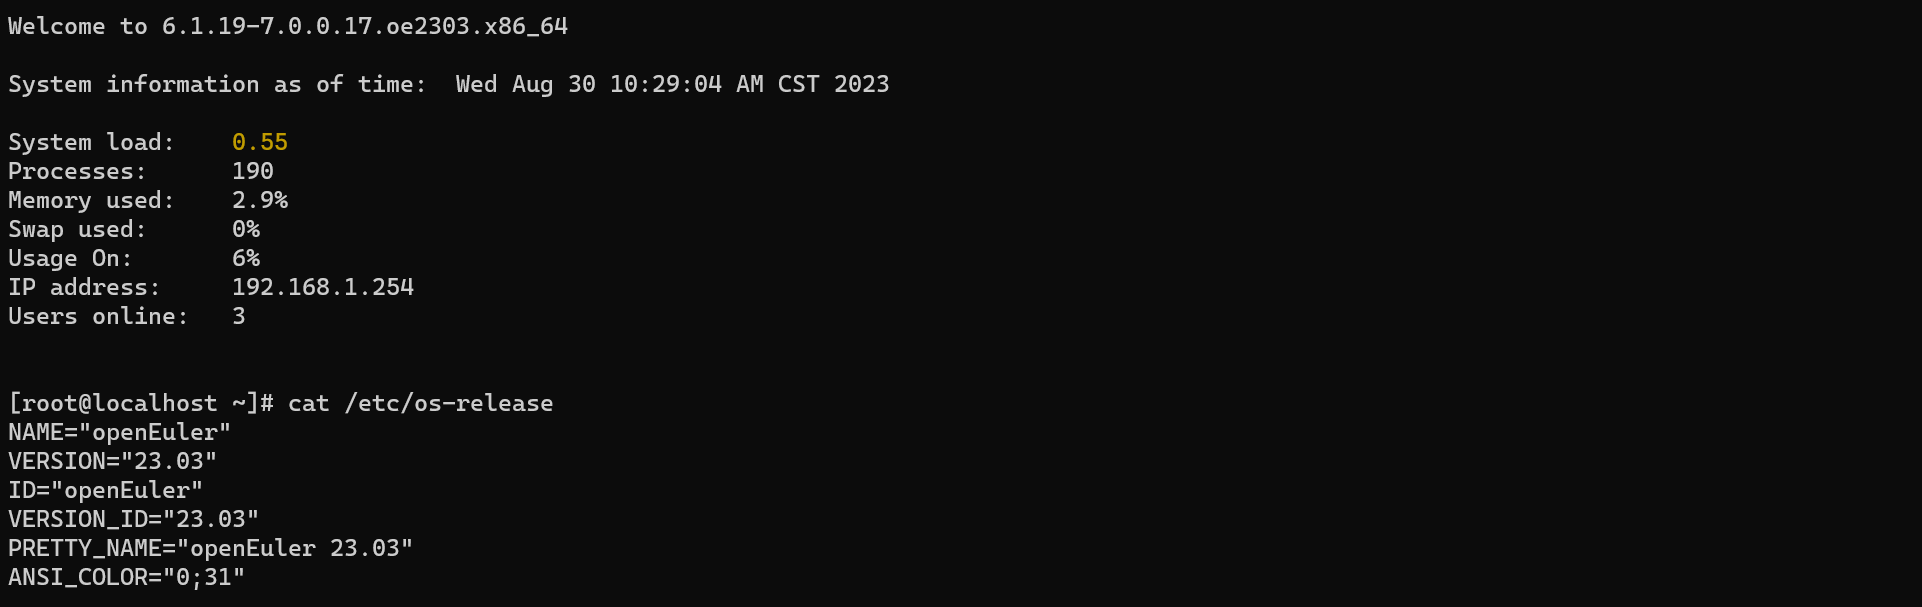 Welcome to 6.1.19-7.0.0.17.oe2303.x86_64
System information as of time:  Wed Aug 30 10:29:04 AM CST 2023
System load:    0.55
Processes:      190
Memory used:    2.9%
Swap used:      0%
Usage On:       6%
IP address:     192.168.1.254
Users online:   3
[root@localhost ~]# cat /etc/os-release
NAME="openEuler"
VERSION="23.03"
ID="openEuler"
VERSION_ID="23.03"
PRETTY_NAME="openEuler 23.03"
ANSI_COLOR="0;31"